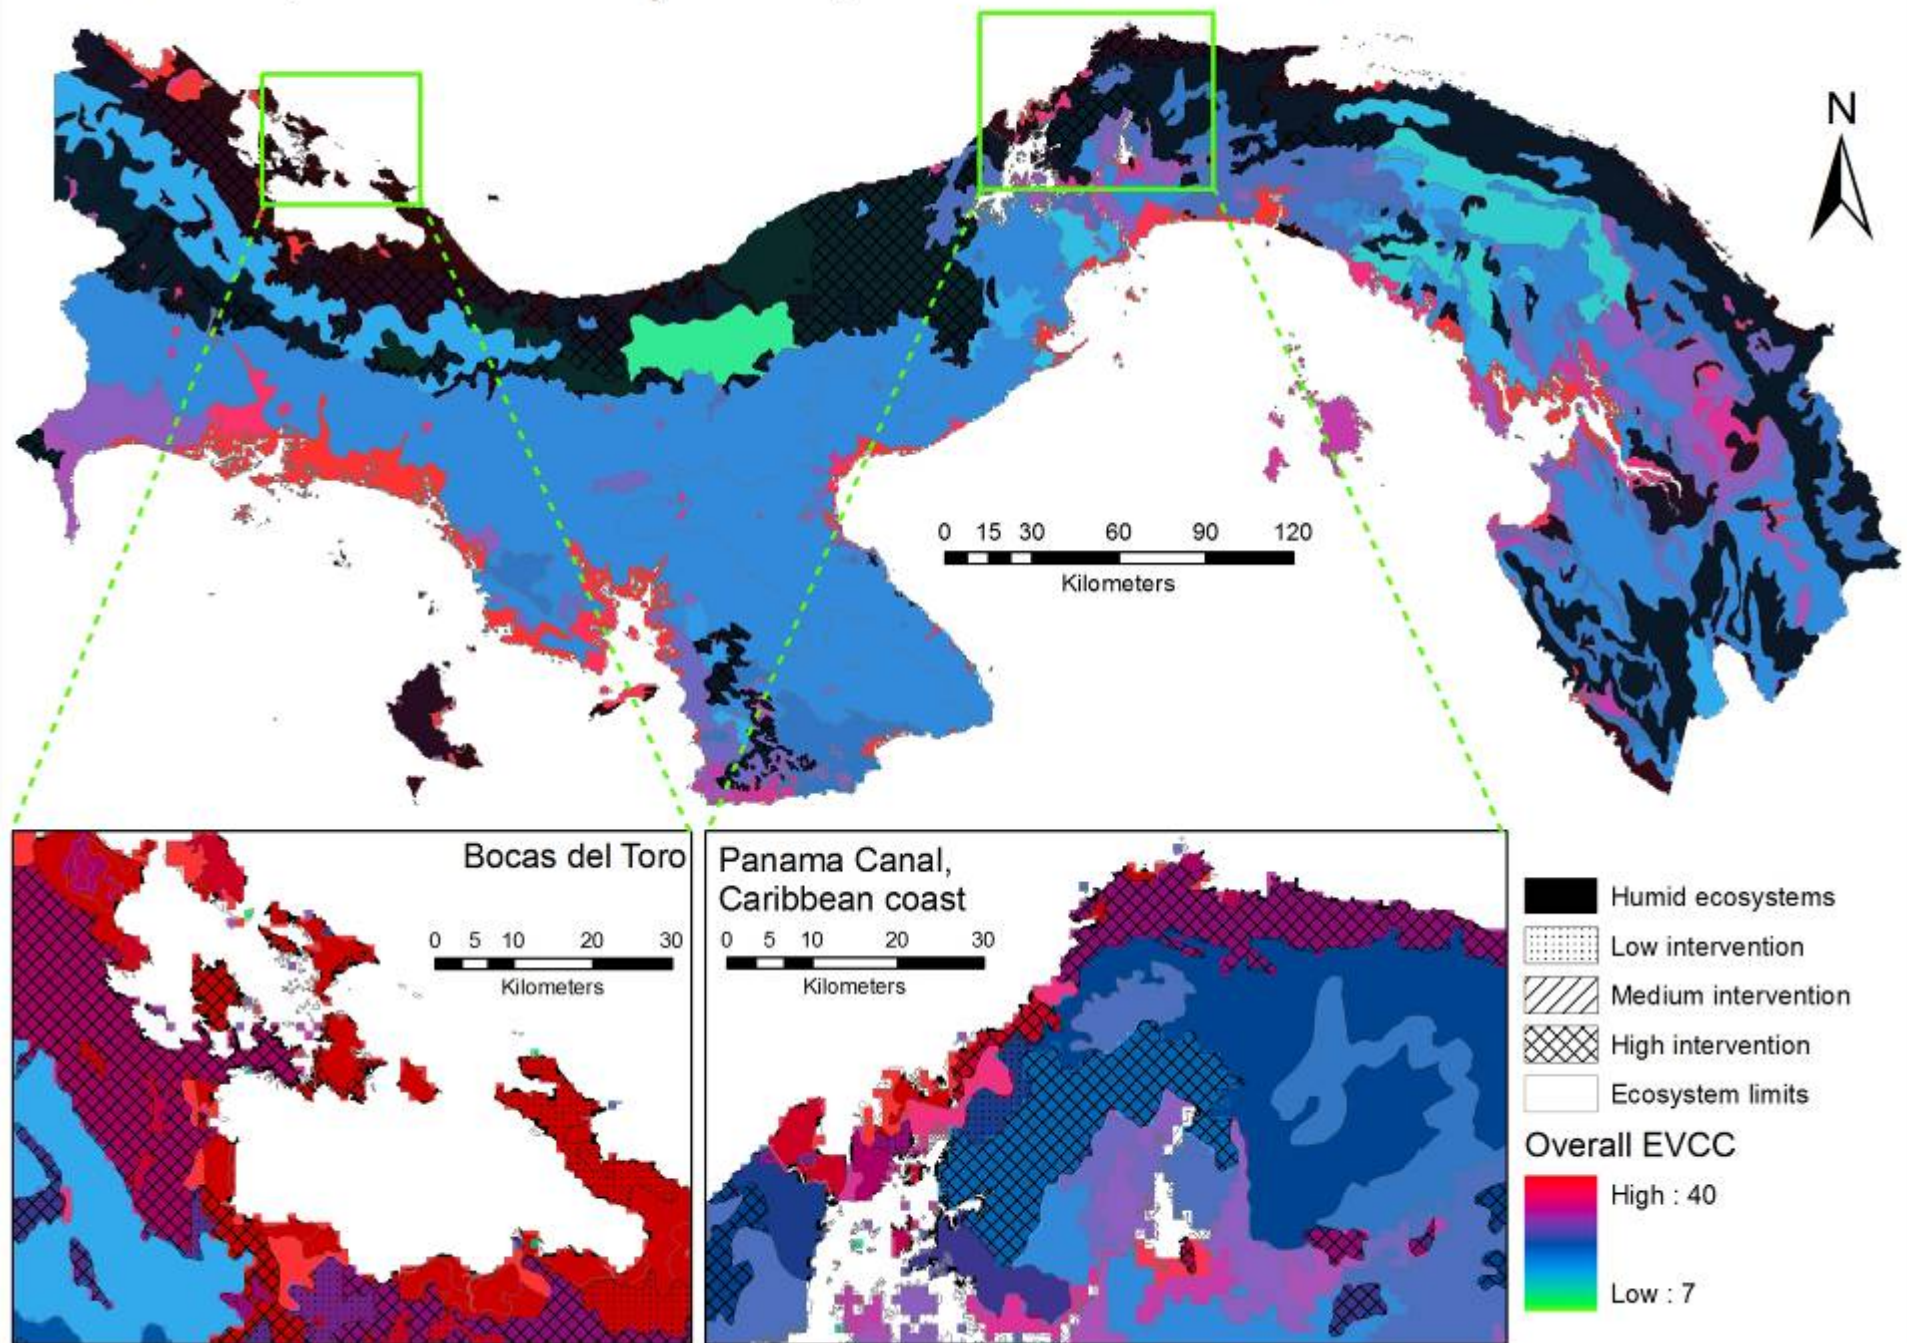 N
0 15 30 60 90 120
Kilometers
Bocas del Toro
0 5 10 20 30
Kilometers
Panama Canal,
Caribbean coast
0 5 10 20 30
Kilometers
Humid ecosystems
Low intervention
Medium intervention
High intervention
Ecosystem limits
Overall EVCC
High : 40
Low : 7